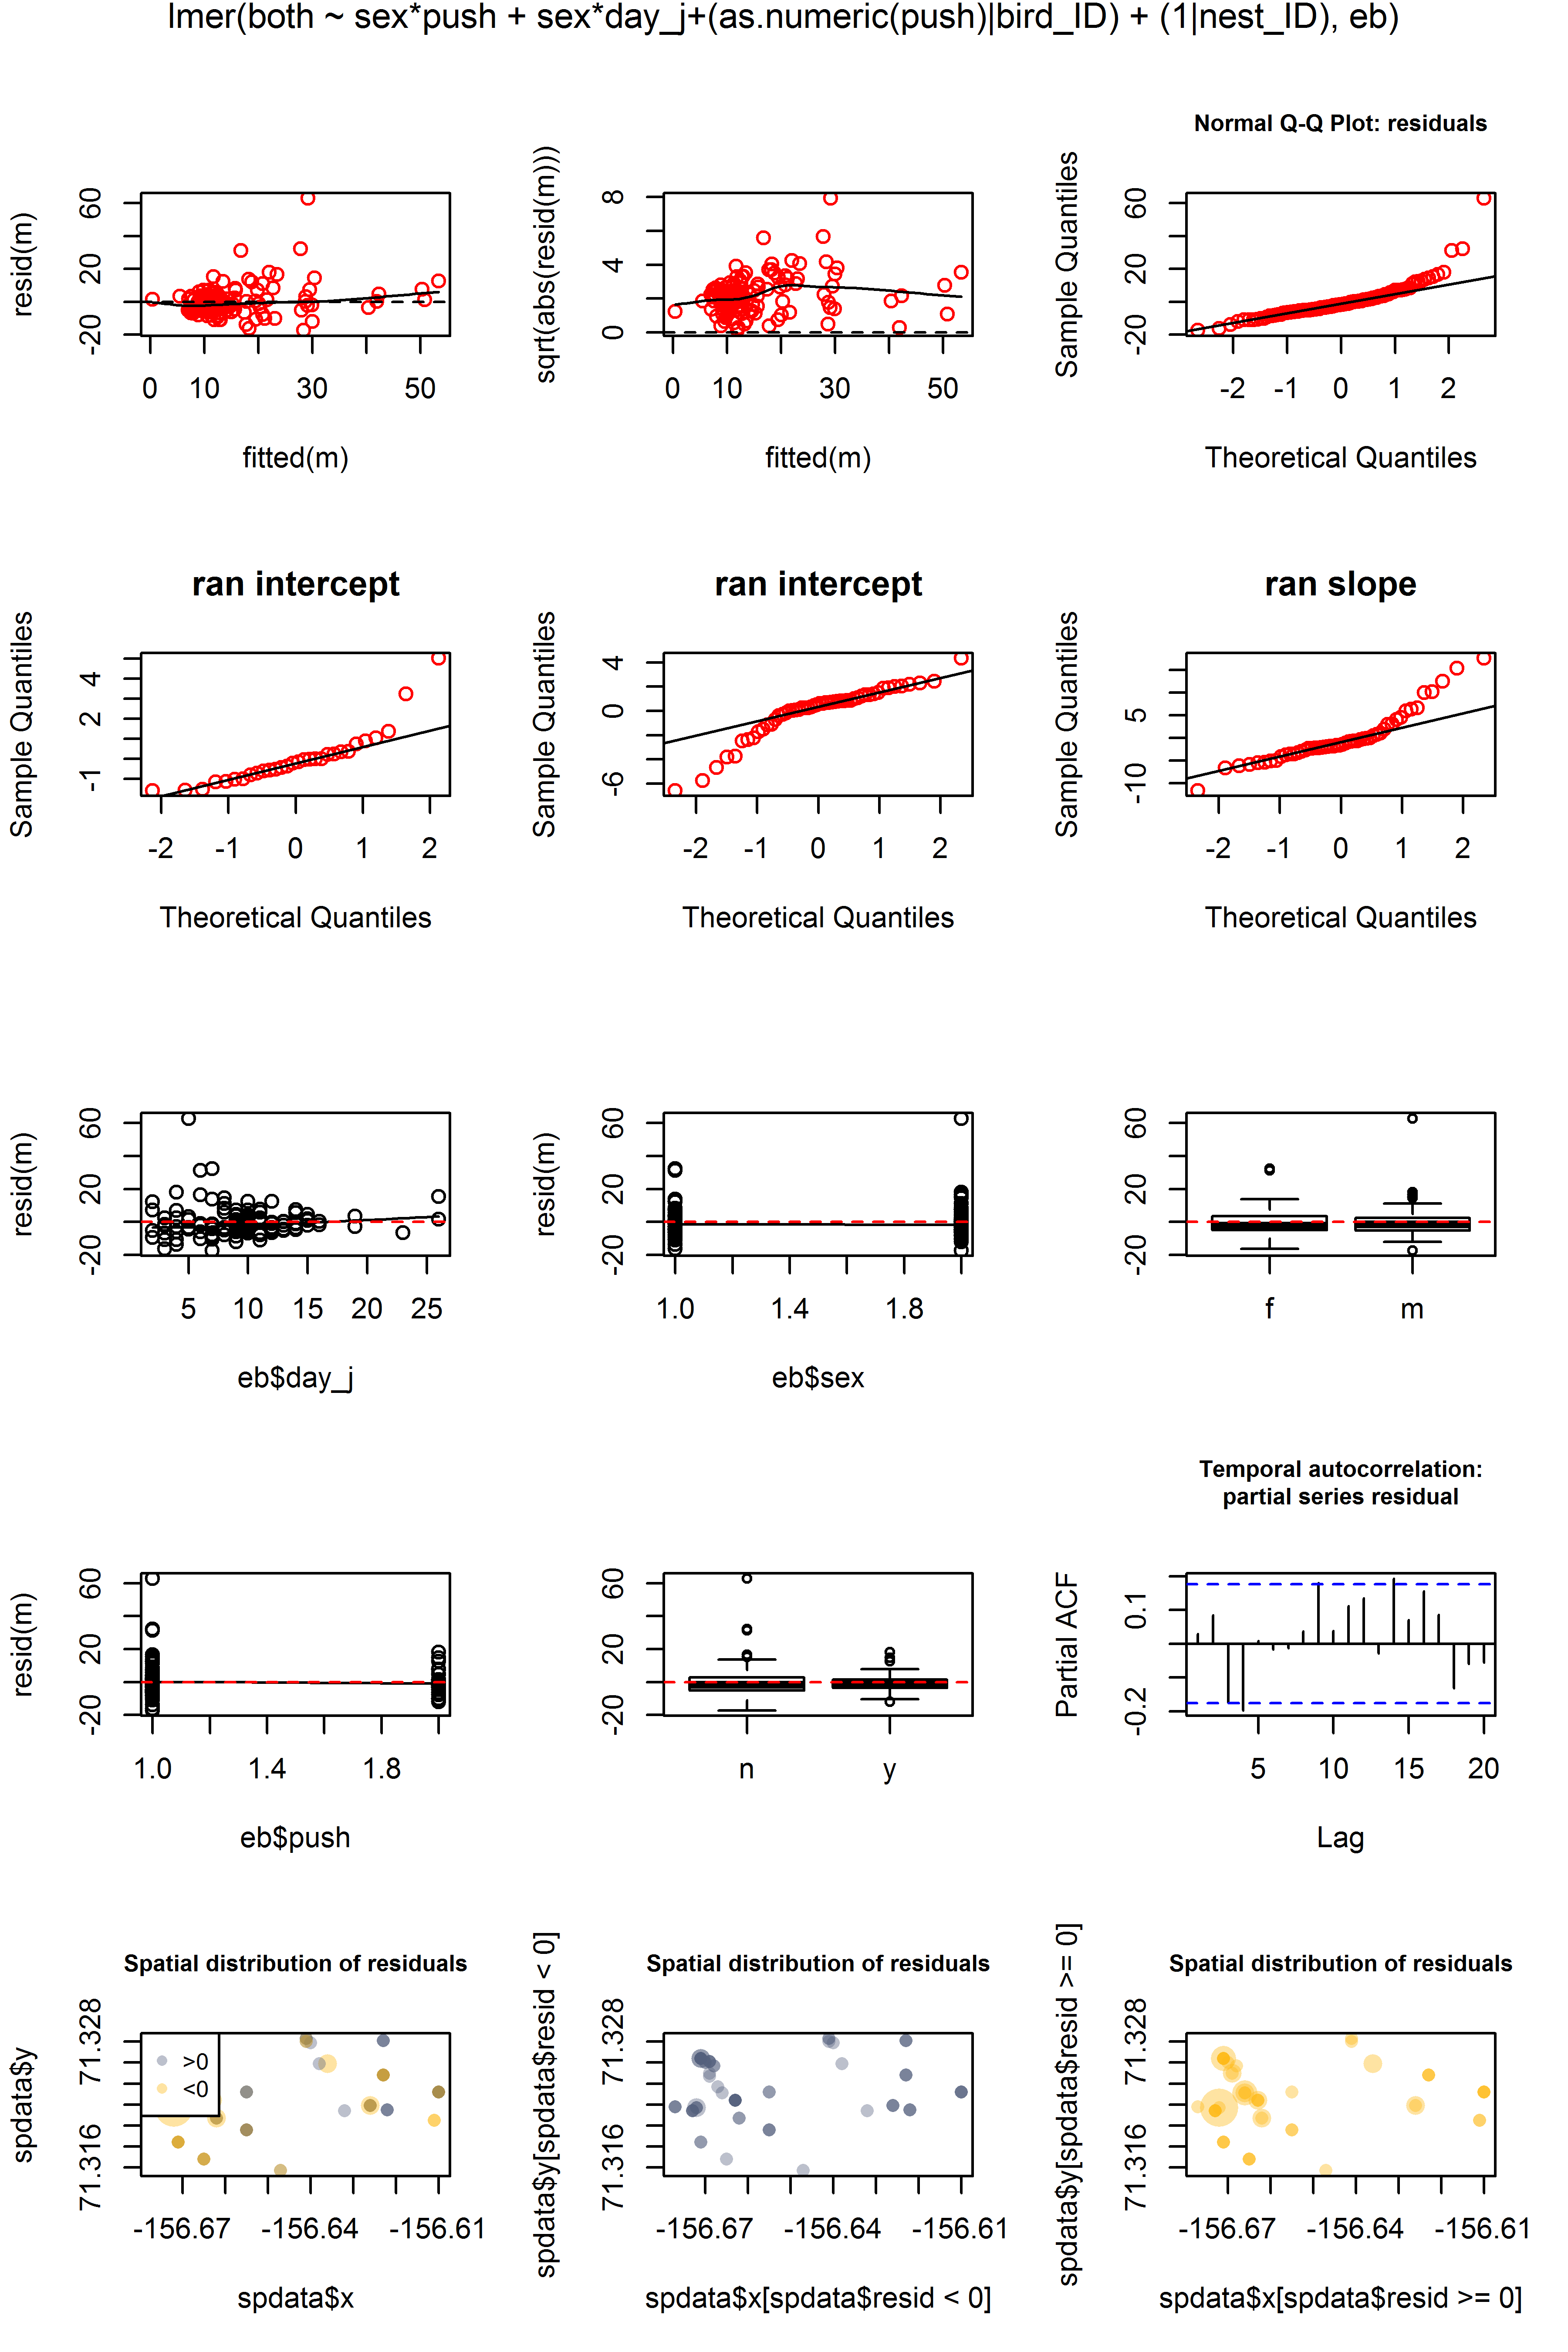 lmer(both ~ sex*push + sex*day_j+(as.numeric(push)|bird_ID) + (1|nest_ID), eb)
resid(m)
60
20
-20
0 10 30 50
fitted(m)
sqrt(abs(resid(m)))
8
4
0
0 10 30 50
fitted(m)
Normal Q-Q Plot: residuals
Sample Quantiles
60
20
-20
-2 -1 0 1 2
Theoretical Quantiles
ran intercept
Sample Quantiles
4
2
-1
-2 -1 0 1 2
Theoretical Quantiles
ran intercept
Sample Quantiles
4
0
-6
-2 -1 0 1 2
Theoretical Quantiles
ran slope
Sample Quantiles
5
-10
-2 -1 0 1 2
Theoretical Quantiles
resid(m)
60
20
-20
5 10 15 20 25
eb$day_j
resid(m)
60
20
-20
1.0 1.4 1.8
eb$sex
60
20
-20
f m
resid(m)
60
20
-20
1.0 1.4 1.8
eb$push
60
20
-20
n y
Temporal autocorrelation:
partial series residual
Partial ACF
0.1
-0.2
5 10 15 20
Lag
Spatial distribution of residuals
spdata$y
71.328
71.316
>0
<0
-156.67 -156.64 -156.61
spdata$x
Spatial distribution of residuals
spdata$y[spdata$resid < 0]
71.328
71.316
-156.67 -156.64 -156.61
spdata$x[spdata$resid < 0]
Spatial distribution of residuals
spdata$y[spdata$resid >= 0]
71.328
71.316
-156.67 -156.64 -156.61
spdata$x[spdata$resid >= 0]